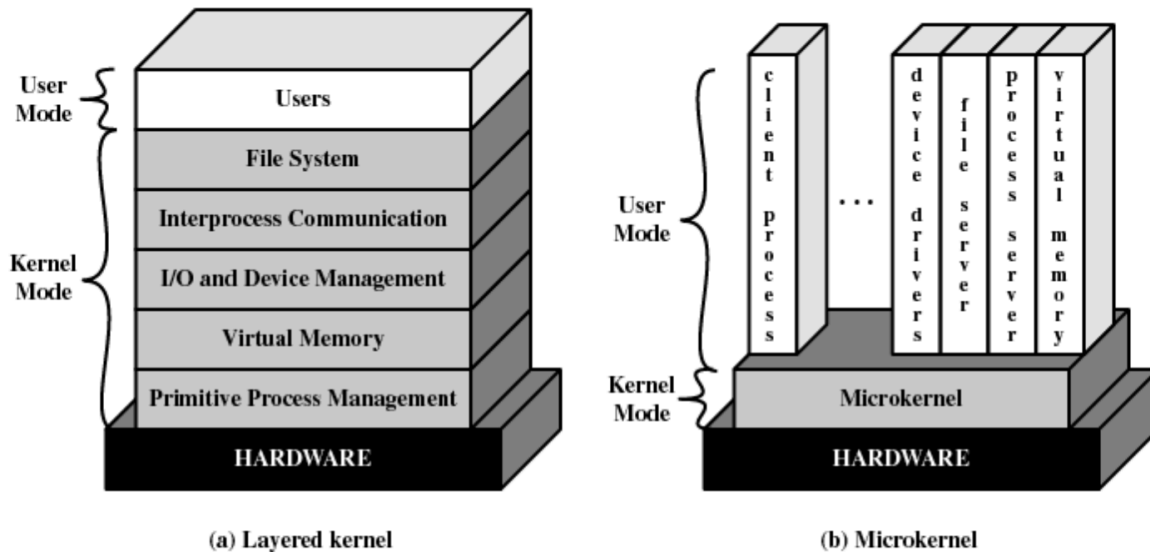 User
Mode
Users
File System
Interprocess Communication
Kernel
Mode
I/O and Device Management
Virtual Memory
Primitive Process Management
HARDWARE
(a) Layered kernel
User
Mode
client process
...
device drivers
file server
process server
virtual memory
Kernel
Mode
Microkernel
HARDWARE
(b) Microkernel